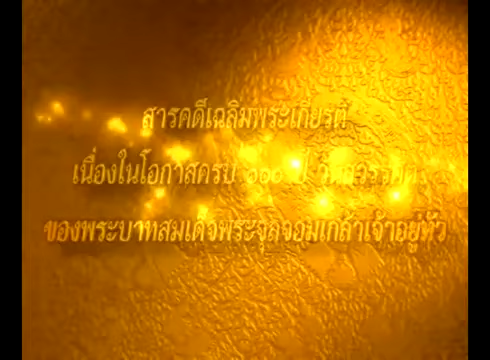 สารคดีเฉลิมพระเกียรติ
เนื่องในโอกาสครบ ๑๐๐ ปี
ของพระบาทสมเด็จพระจุลจอมเกล้าเจ้าอยู่หัว